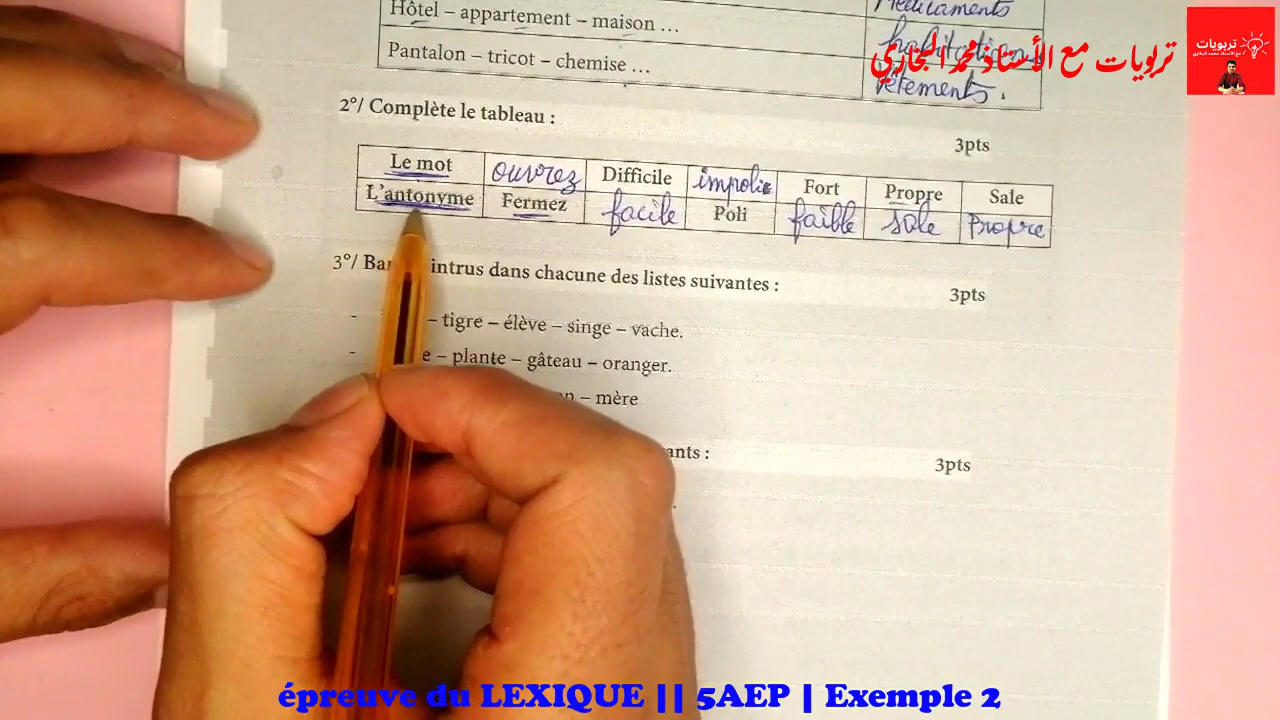 Médicaments
Hôtel – appartement – maison …
habitations
Pantalon – tricot – chemise …
vêtements.
تربويات مع الأستاذ محمد البخاري
تربويات
2°/ Complète le tableau :
3pts
Le mot ouvrez Difficile impolie Fort Propre Sale
L'antonyme Fermez facile Poli faible sale Propre
3°/ Ba intrus dans chacune des listes suivantes :
3pts
- – tigre – élève – singe – vache.
- e – plante – gâteau – oranger.
– mère
ants :
3pts
épreuve du LEXIQUE || 5AEP | Exemple 2